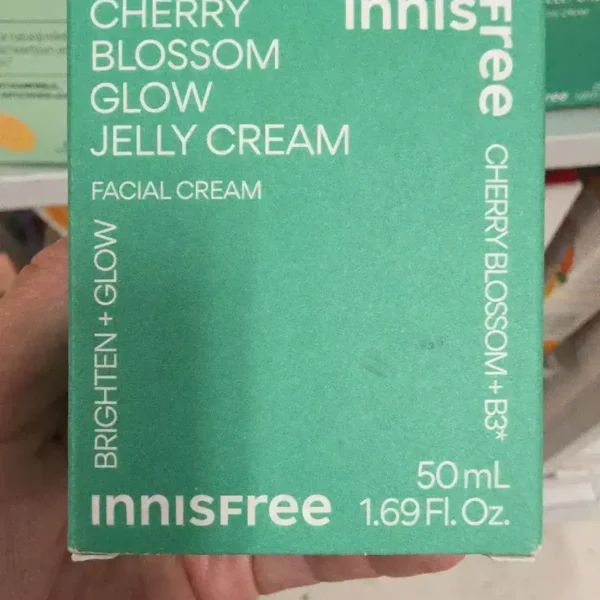 CHERRY
BLOSSOM
GLOW
JELLY CREAM
FACIAL CREAM
BRIGHTEN + GLOW
innisfree
CHERRY BLOSSOM + B3*
50 mL
innisfree
1.69 Fl. Oz.